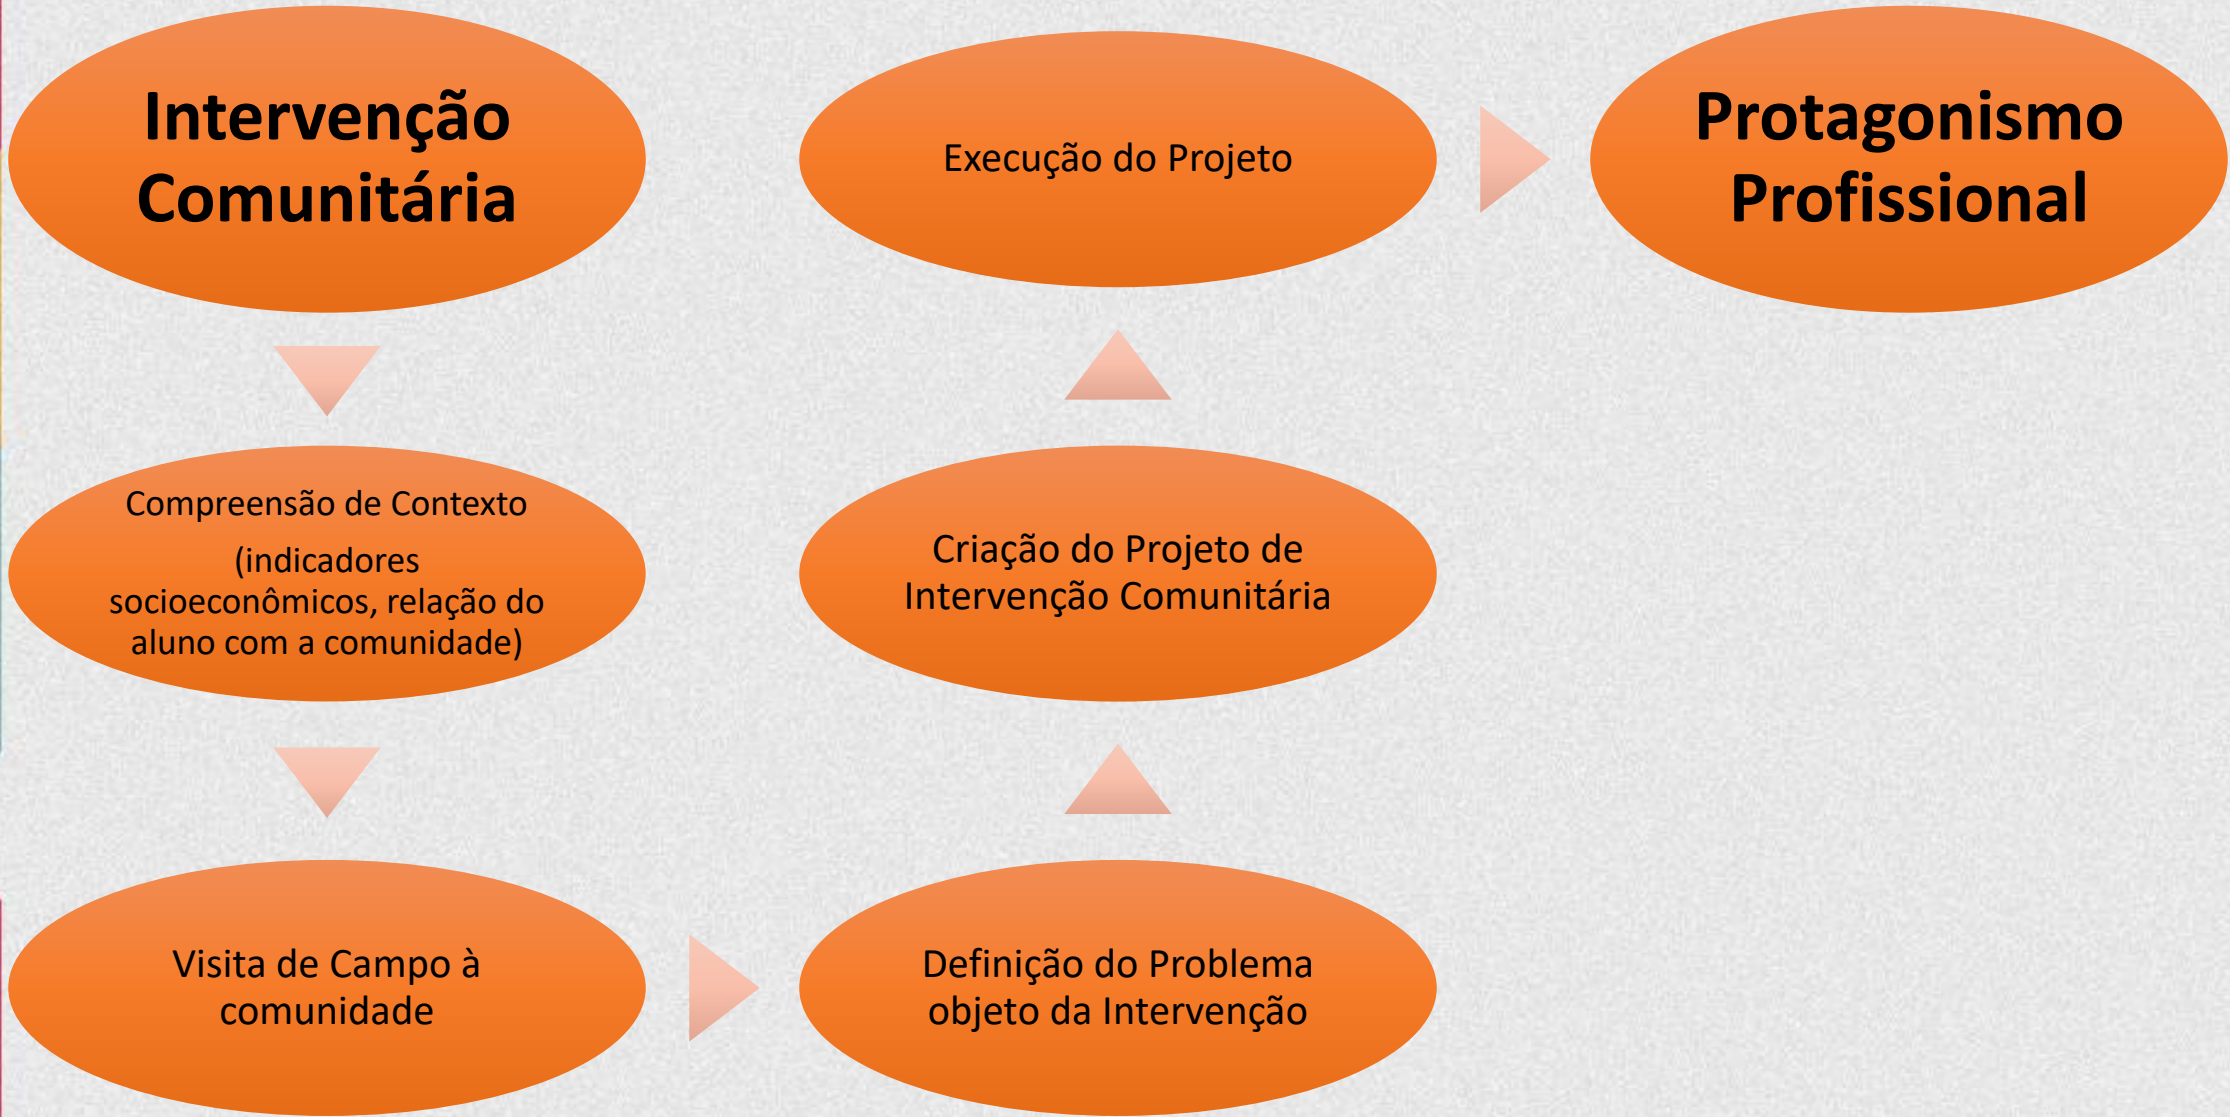 Intervenção
Comunitária
Compreensão de Contexto
(indicadores
socioeconômicos, relação do
aluno com a comunidade)
Visita de Campo à
comunidade
Definição do Problema
objeto da Intervenção
Criação do Projeto de
Intervenção Comunitária
Execução do Projeto
Protagonismo
Profissional